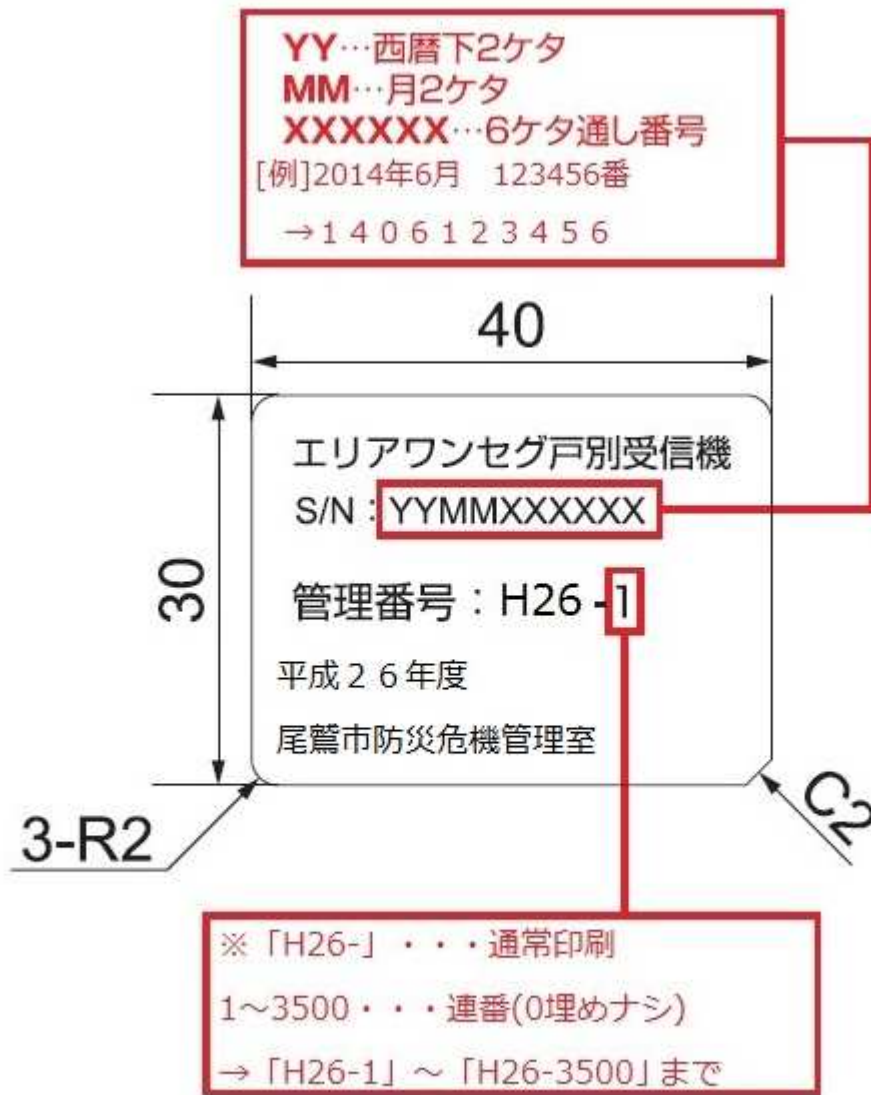 YY…西暦下2ケタ
MM…月2ケタ
XXXXXX…6ケタ通し番号
[例]2014年6月　123456番
→１４０６１２３４５６
40
30
エリアワンセグ戸別受信機
S/N：YYMMXXXXXX
管理番号：H26-1
平成２６年度
尾鷲市防災危機管理室
3-R2
C2
※「H26-」・・・通常印刷
1～3500・・・連番(0埋めナシ)
→「H26-1」～「H26-3500」まで